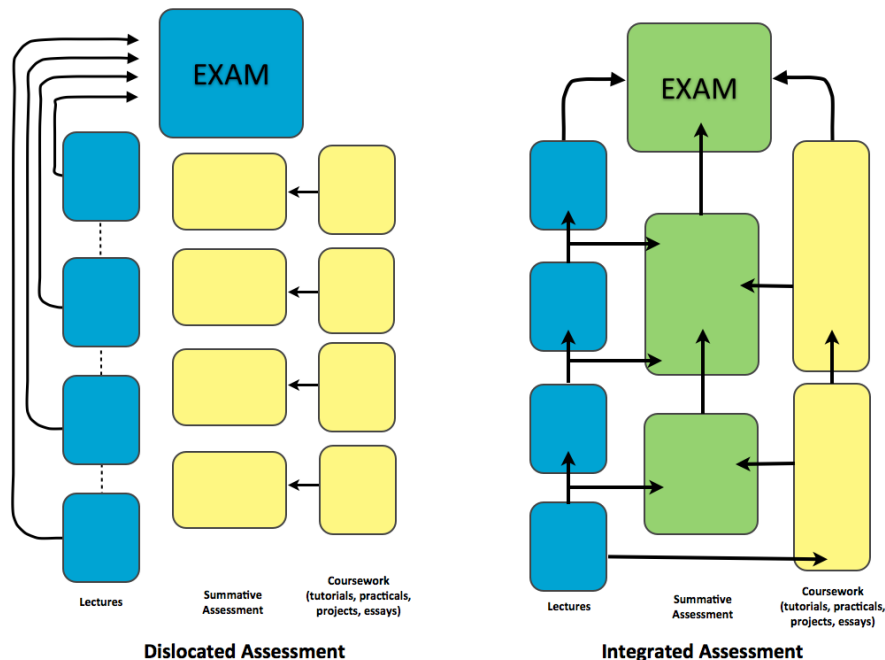 EXAM
Lectures
Summative
Assessment
Coursework
(tutorials, practicals,
projects, essays)
Dislocated Assessment
EXAM
Lectures
Summative
Assessment
Coursework
(tutorials, practicals,
projects, essays)
Integrated Assessment